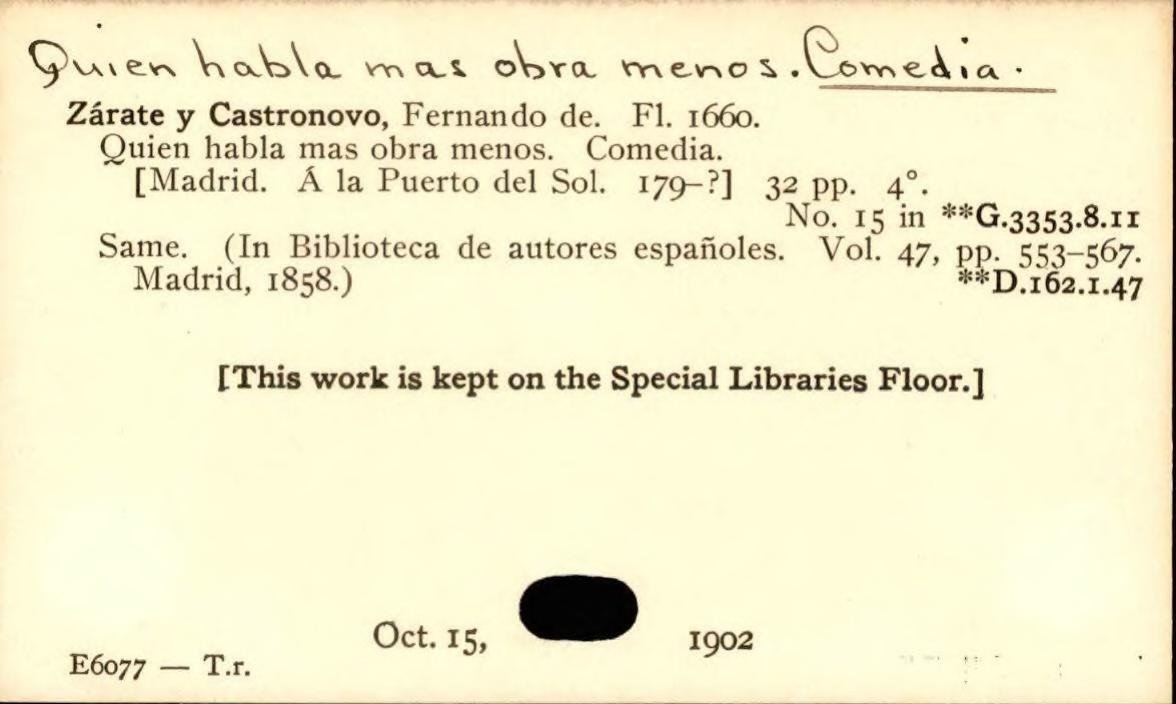 Quien habla mas obra menos. Comedia.
Zárate y Castronovo, Fernando de. Fl. 1660.
Quien habla mas obra menos. Comedia.
[Madrid. Á la Puerto del Sol. 179-?] 32 pp. 4°.
No. 15 in **G.3353.8.11
Same. (In Biblioteca de autores españoles. Vol. 47, pp. 553–567.
Madrid, 1858.) **D.162.1.47
[This work is kept on the Special Libraries Floor.]
Oct. 15, 1902
E6077 — T.r.